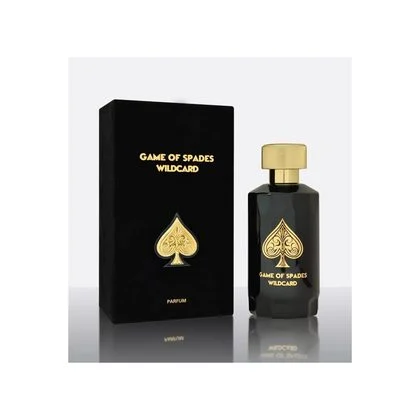 GAME OF SPADES
WILDCARD
PARFUM
GAME OF SPADES
WILDCARD